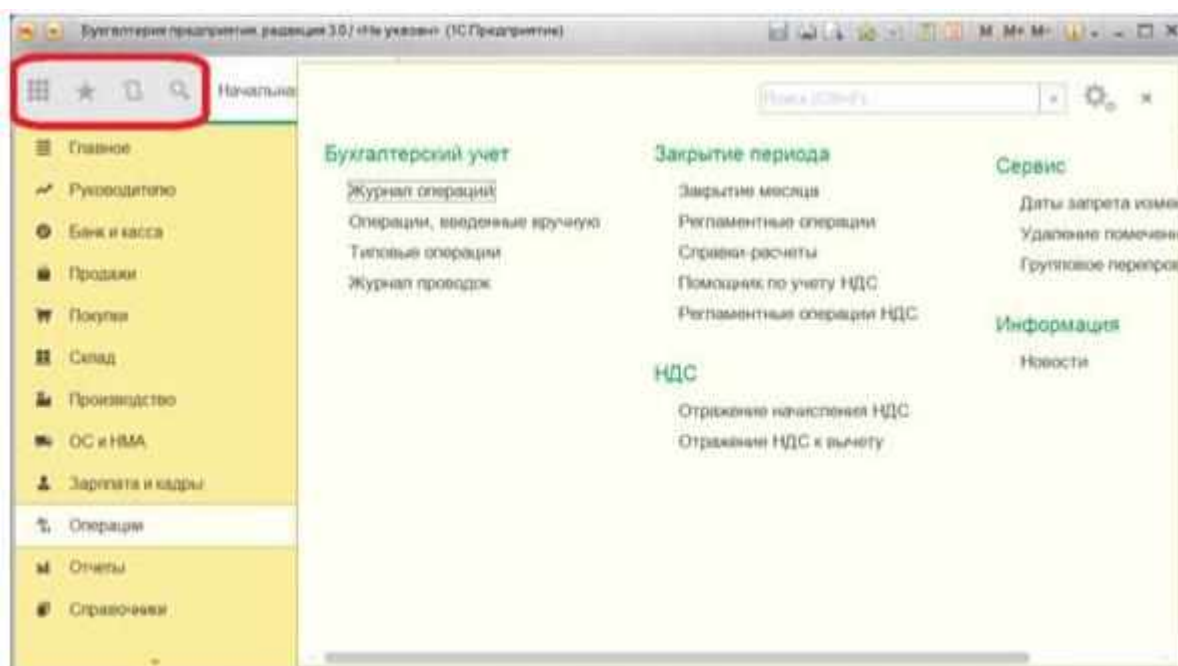 Бухгалтерия предприятия, редакция 3.0 / <Не указан> (1С:Предприятие)
M M+ M-
Начальная
Поиск (Ctrl+F)
Главное
Руководителю
Банк и касса
Продажи
Покупки
Склад
Производство
ОС и НМА
Зарплата и кадры
Операции
Отчеты
Справочники
Бухгалтерский учет
Журнал операций
Операции, введенные вручную
Типовые операции
Журнал проводок
Закрытие периода
Закрытие месяца
Регламентные операции
Справки-расчеты
Помощник по учету НДС
Регламентные операции НДС
НДС
Отражение начисления НДС
Отражение НДС к вычету
Сервис
Даты запрета измен
Удаление помеченн
Групповое перепров
Информация
Новости